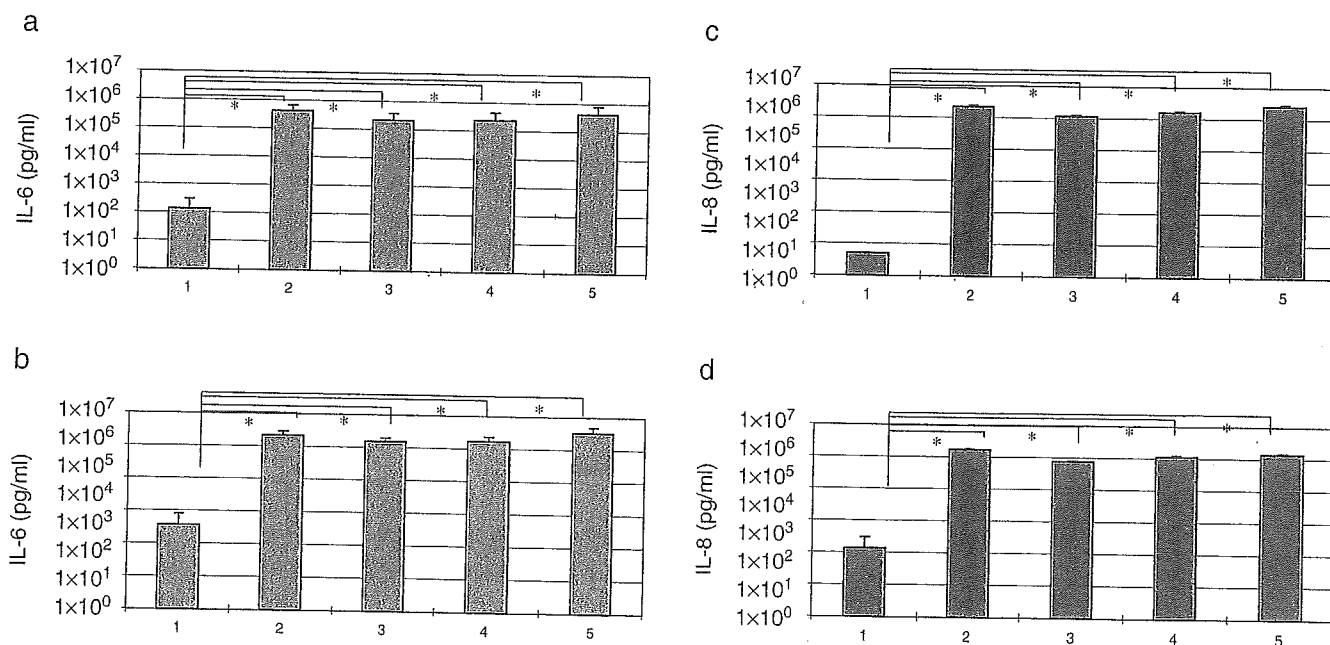 a
1×10⁷
1×10⁶
1×10⁵
1×10⁴
1×10³
1×10²
1×10¹
1×10⁰
IL-6 (pg/ml)
* * * *
1 2 3 4 5
b
1×10⁷
1×10⁶
1×10⁵
1×10⁴
1×10³
1×10²
1×10¹
1×10⁰
IL-6 (pg/ml)
* * * *
1 2 3 4 5
c
1×10⁷
1×10⁶
1×10⁵
1×10⁴
1×10³
1×10²
1×10¹
1×10⁰
IL-8 (pg/ml)
* * * *
1 2 3 4 5
d
1×10⁷
1×10⁶
1×10⁵
1×10⁴
1×10³
1×10²
1×10¹
1×10⁰
IL-8 (pg/ml)
* * * *
1 2 3 4 5